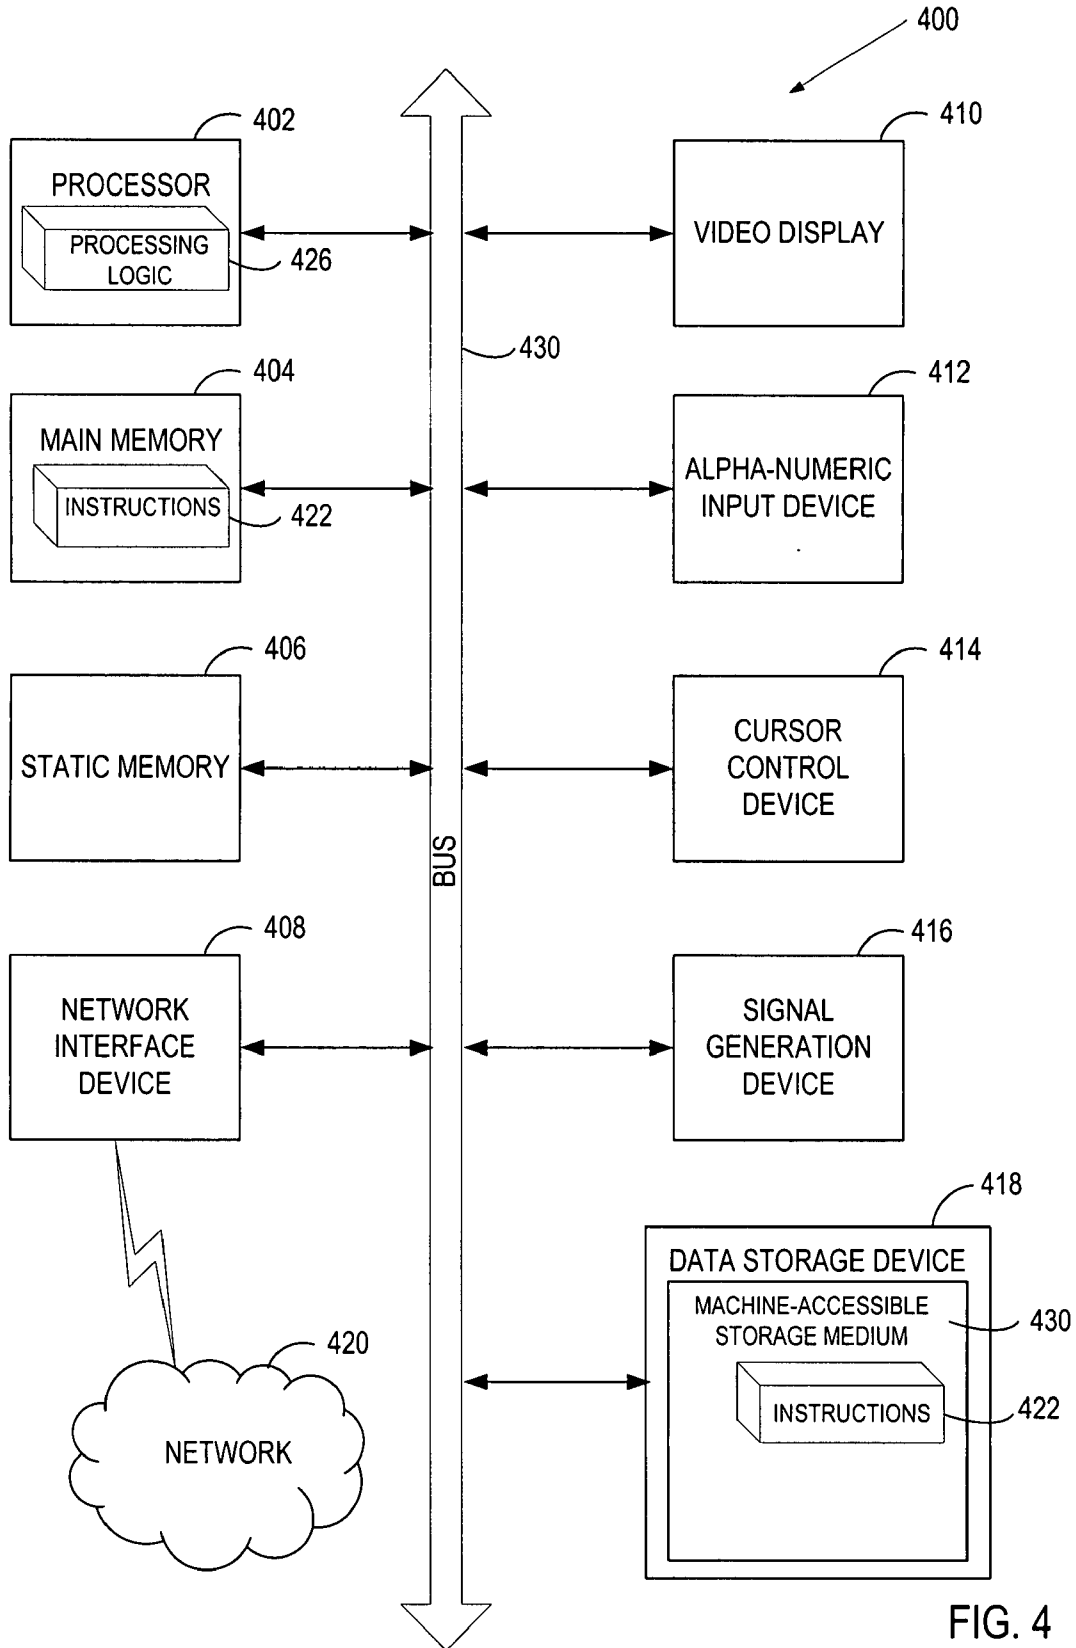 400
402
PROCESSOR
PROCESSING
LOGIC
426
410
VIDEO DISPLAY
430
404
MAIN MEMORY
INSTRUCTIONS
422
412
ALPHA-NUMERIC
INPUT DEVICE
406
STATIC MEMORY
414
CURSOR
CONTROL
DEVICE
BUS
408
NETWORK
INTERFACE
DEVICE
416
SIGNAL
GENERATION
DEVICE
418
DATA STORAGE DEVICE
MACHINE-ACCESSIBLE
STORAGE MEDIUM
430
INSTRUCTIONS
422
420
NETWORK
FIG. 4